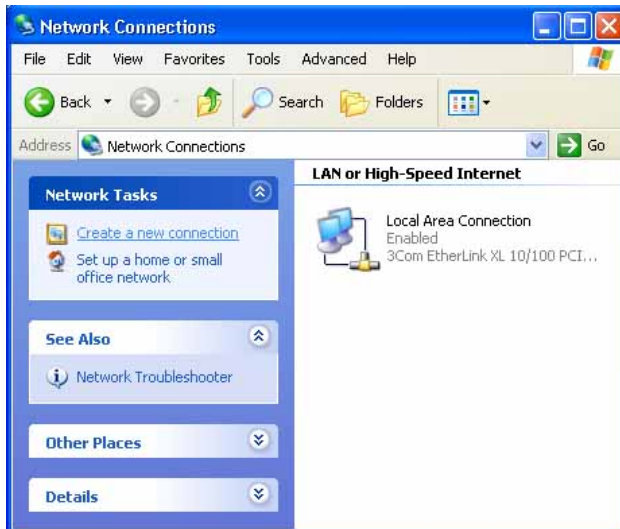 Network Connections
File Edit View Favorites Tools Advanced Help
Back Search Folders
Address Network Connections Go
Network Tasks
Create a new connection
Set up a home or small
office network
See Also
Network Troubleshooter
Other Places
Details
LAN or High-Speed Internet
Local Area Connection
Enabled
3Com EtherLink XL 10/100 PCI...